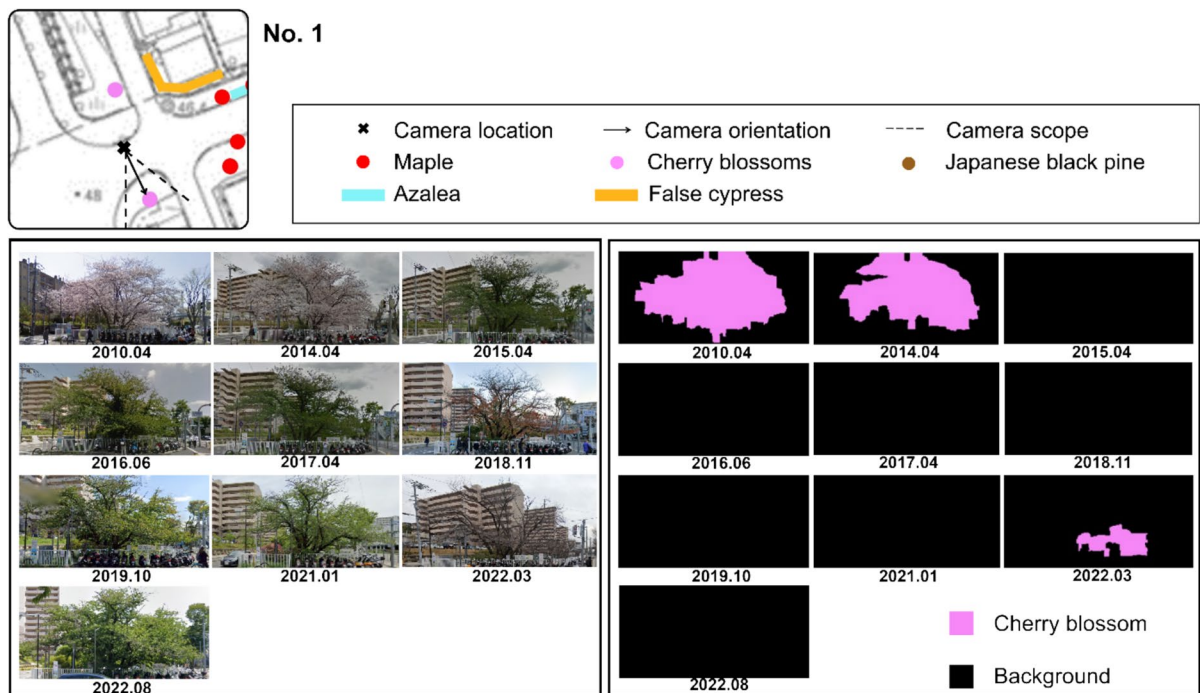 No. 1
46.4
48
Camera location
Camera orientation
Camera scope
Maple
Cherry blossoms
Japanese black pine
Azalea
False cypress
2010.04
2014.04
2015.04
2016.06
2017.04
2018.11
2019.10
2021.01
2022.03
2022.08
2010.04
2014.04
2015.04
2016.06
2017.04
2018.11
2019.10
2021.01
2022.03
2022.08
Cherry blossom
Background